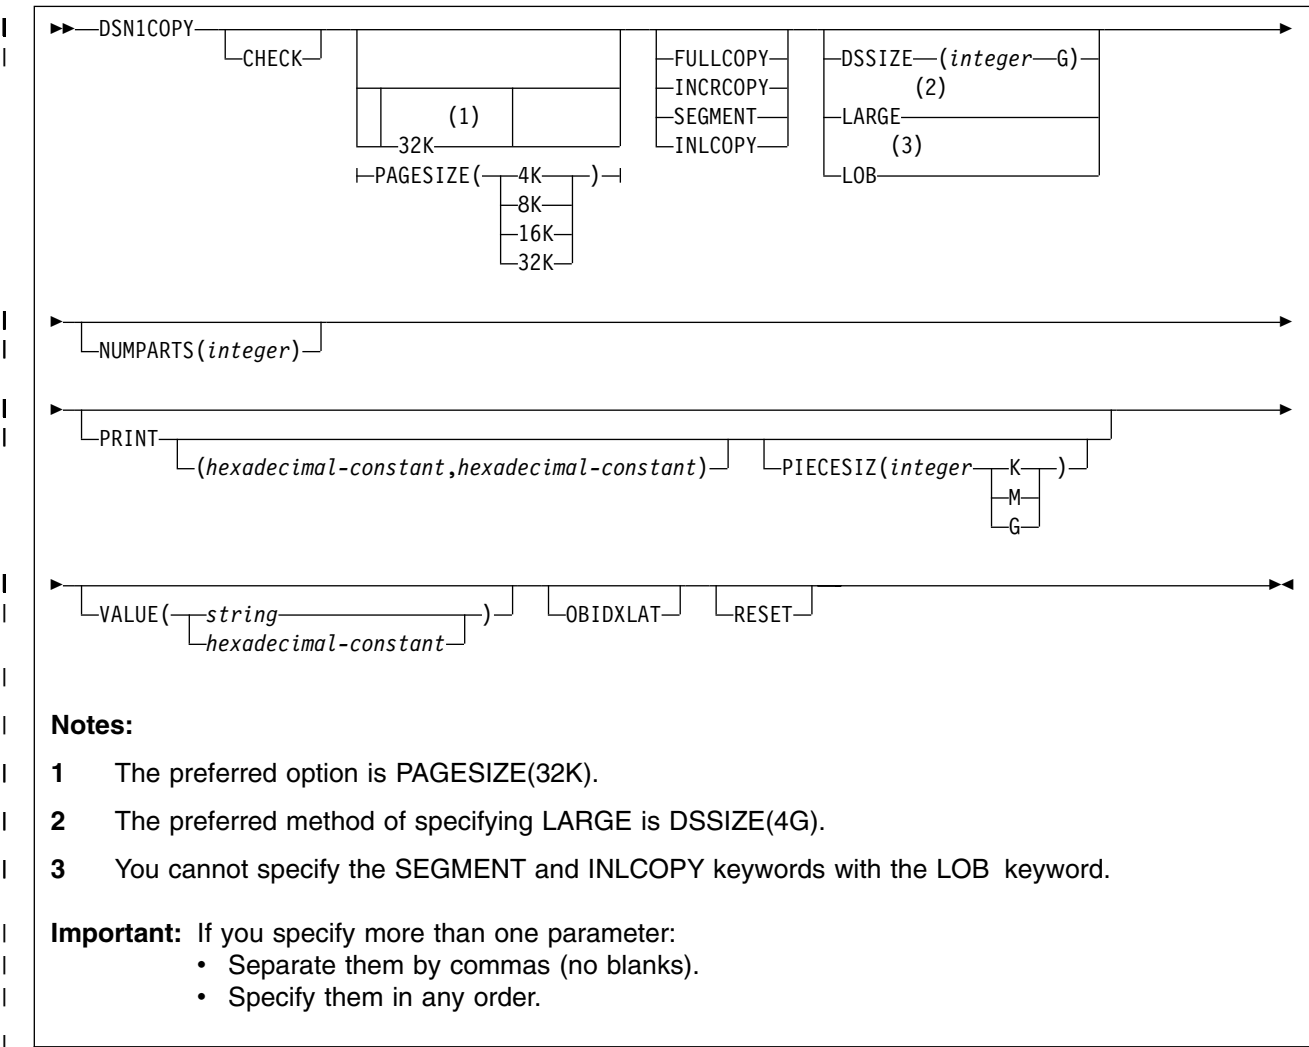 DSN1COPY
CHECK
(1)
32K
PAGESIZE( 4K )
8K
16K
32K
FULLCOPY
INCRCOPY
SEGMENT
INLCOPY
DSSIZE (integer G)
(2)
LARGE
(3)
LOB
NUMPARTS(integer)
PRINT
(hexadecimal-constant,hexadecimal-constant)
PIECESIZ(integer K )
M
G
VALUE( string )
hexadecimal-constant
OBIDXLAT
RESET
Notes:
1 The preferred option is PAGESIZE(32K).
2 The preferred method of specifying LARGE is DSSIZE(4G).
3 You cannot specify the SEGMENT and INLCOPY keywords with the LOB keyword.
Important: If you specify more than one parameter:
• Separate them by commas (no blanks).
• Specify them in any order.